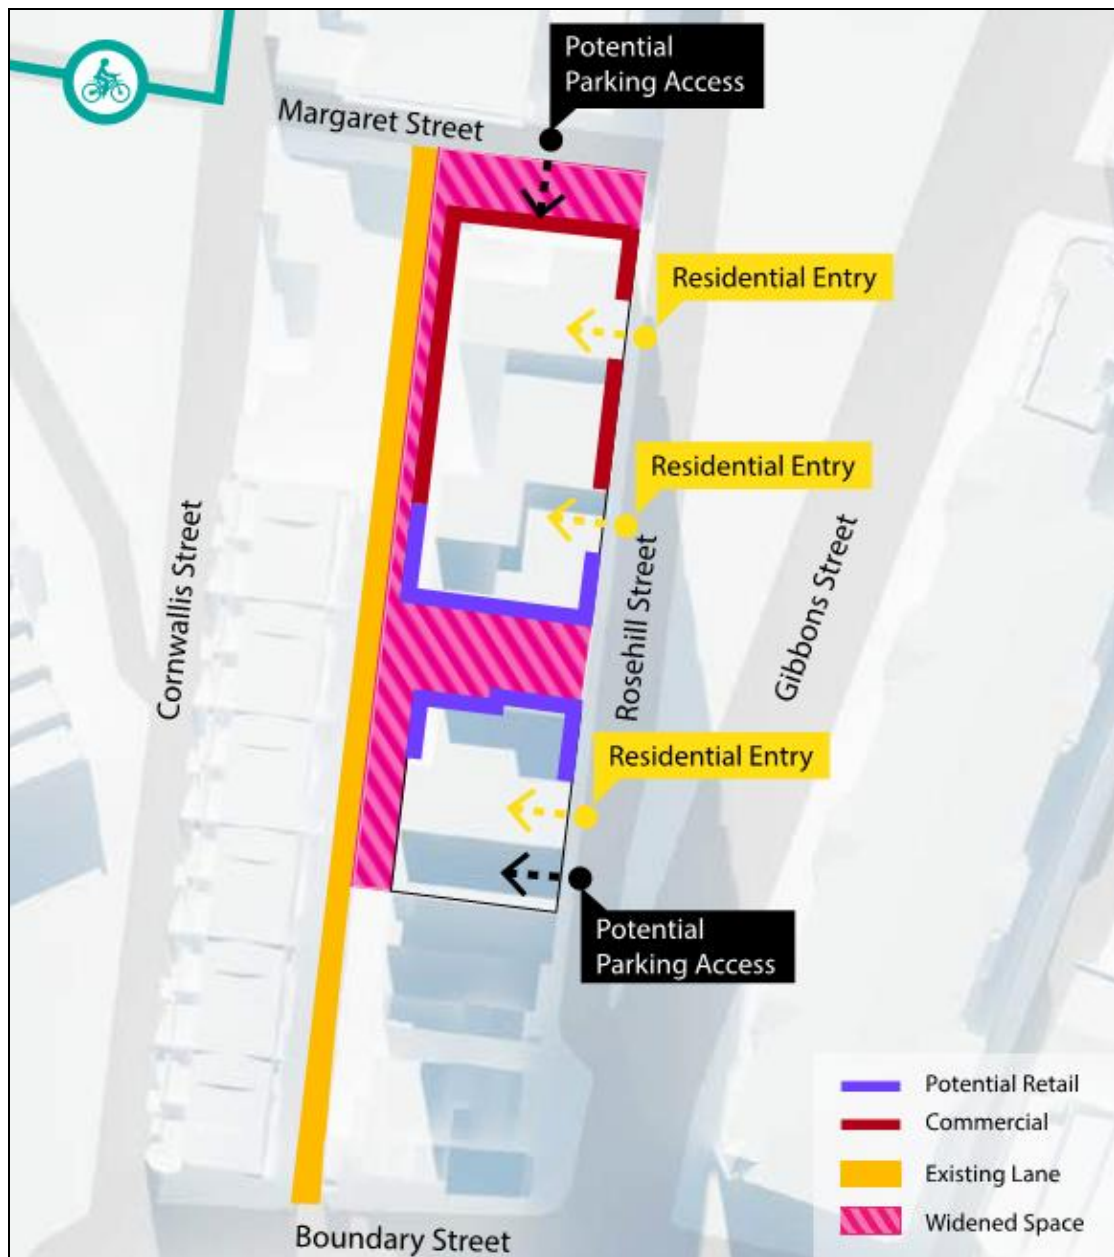 Potential
Parking Access
Margaret Street
Residential Entry
Residential Entry
Cornwallis Street
Rosehill Street
Gibbons Street
Residential Entry
Potential
Parking Access
Potential Retail
Commercial
Existing Lane
Widened Space
Boundary Street